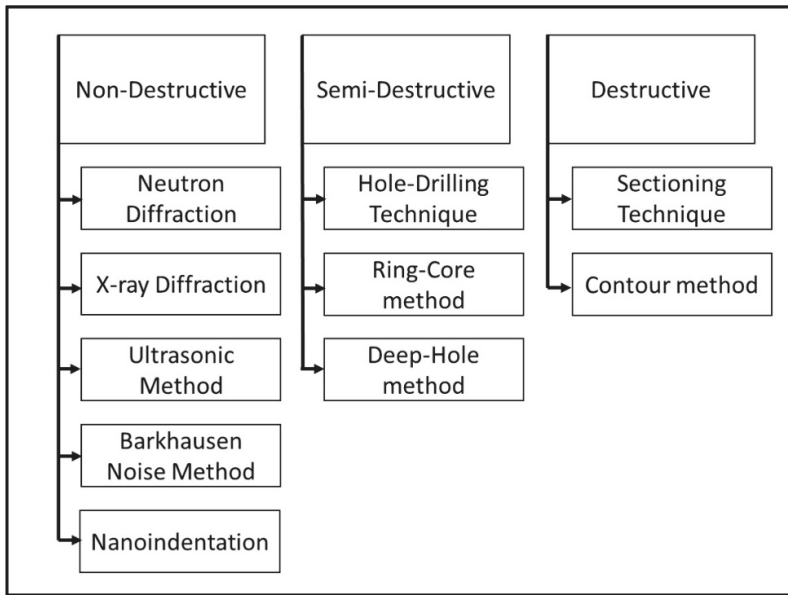 Non-Destructive
Neutron
Diffraction
X-ray Diffraction
Ultrasonic
Method
Barkhausen
Noise Method
Nanoindentation
Semi-Destructive
Hole-Drilling
Technique
Ring-Core
method
Deep-Hole
method
Destructive
Sectioning
Technique
Contour method